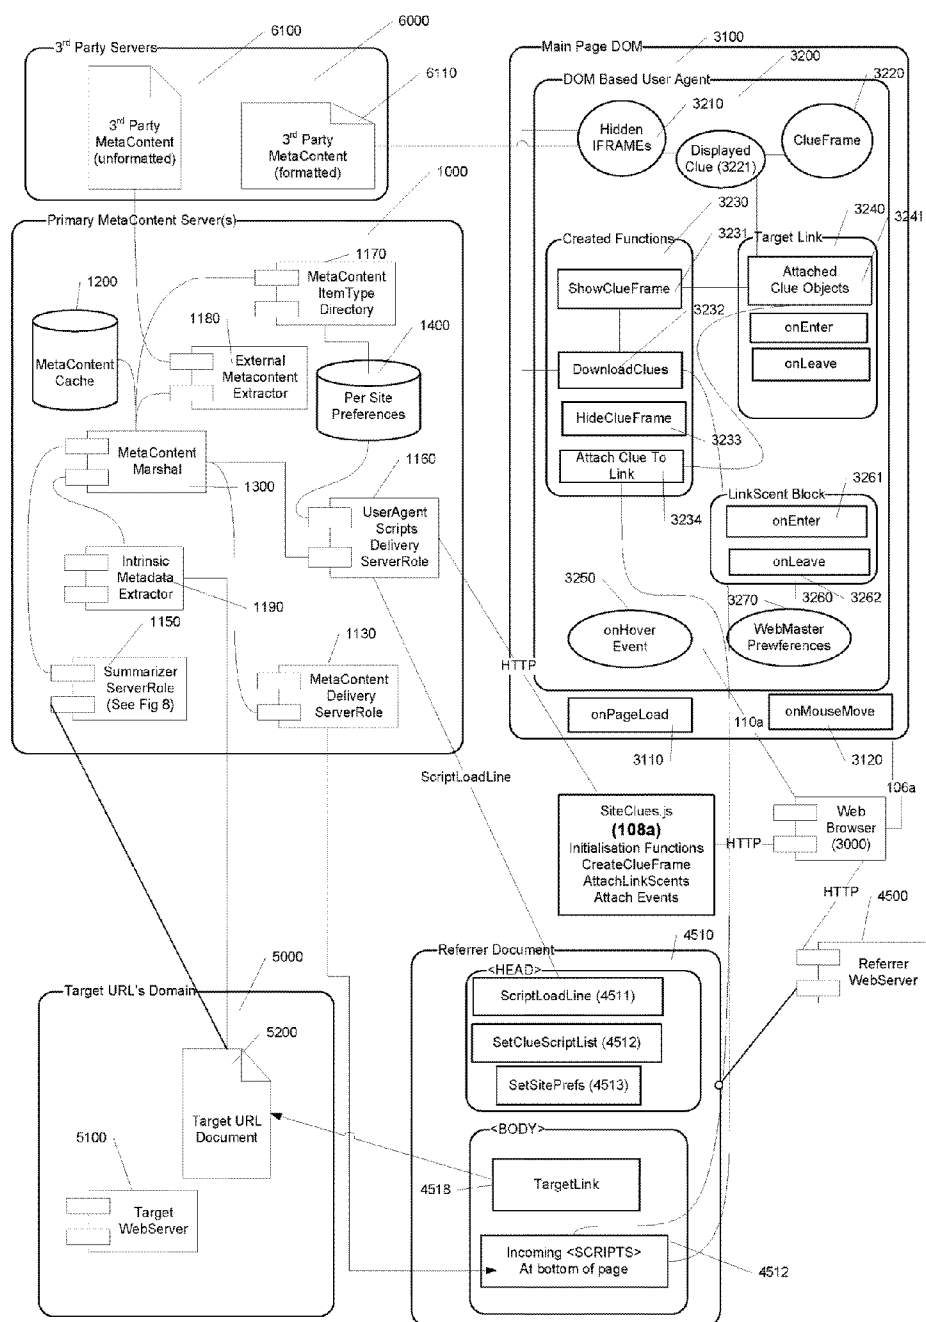 6100
6000
3rd Party Servers
6110
3rd Party
MetaContent
(unformatted)
3rd Party
MetaContent
(formatted)
1000
Primary MetaContent Server(s)
1170
MetaContent
ItemType
Directory
1200
MetaContent
Cache
1180
External
Metacontent
Extractor
1400
Per Site
Preferences
MetaContent
Marshal
1300
1160
UserAgent
Scripts
Delivery
ServerRole
Intrinsic
Metadata
Extractor
1190
1150
Summarizer
ServerRole
(See Fig 8)
1130
MetaContent
Delivery
ServerRole
3100
Main Page DOM
3200
DOM Based User Agent
3220
3210
Hidden
IFRAMEs
Displayed
Clue (3221)
ClueFrame
3230
3231
3240
3241
Created Functions
Target Link
ShowClueFrame
Attached
Clue Objects
3232
onEnter
DownloadClues
onLeave
HideClueFrame
3233
Attach Clue To
Link
3234
3261
LinkScent Block
onEnter
onLeave
3250
3270
3260
3262
onHover
Event
WebMaster
Prewferences
HTTP
onPageLoad
110a
onMouseMove
3110
3120
106a
ScriptLoadLine
SiteClues.js
(108a)
Initialisation Functions
CreateClueFrame
AttachLinkScents
Attach Events
HTTP
Web
Browser
(3000)
HTTP
4500
Referrer
WebServer
4510
Referrer Document
<HEAD>
ScriptLoadLine (4511)
SetClueScriptList (4512)
SetSitePrefs (4513)
5000
Target URL's Domain
5200
Target URL
Document
5100
Target
WebServer
<BODY>
TargetLink
4518
Incoming <SCRIPTS>
At bottom of page
4512